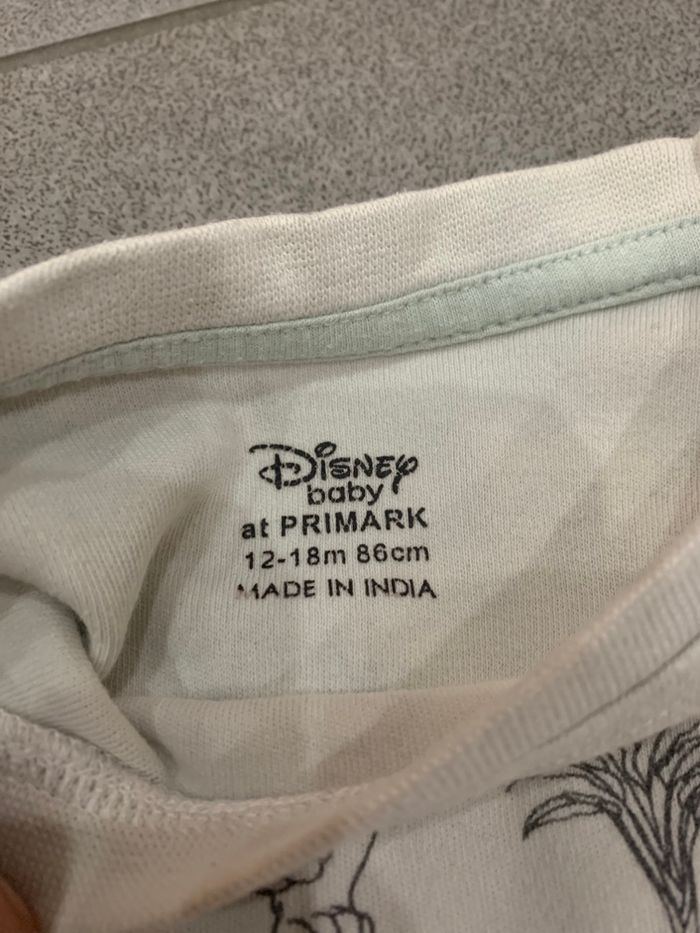 Disney
baby
at PRIMARK
12-18m 86cm
MADE IN INDIA